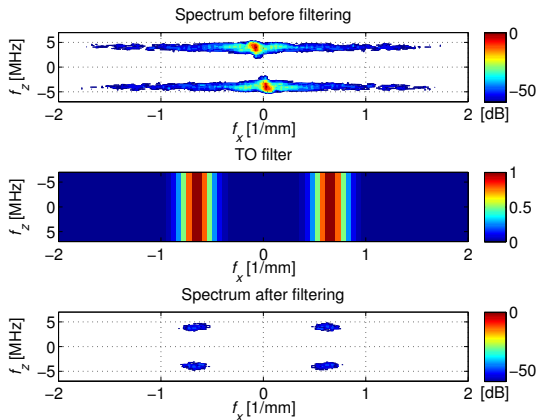 Spectrum before filtering
5
0
−5
f_z [MHz]
−2 −1 0 1 2
f_x [1/mm]
0
−50
[dB]
TO filter
−5
0
5
f_z [MHz]
−2 −1 0 1 2
f_x [1/mm]
1
0.5
0
Spectrum after filtering
5
0
−5
f_z [MHz]
−2 −1 0 1 2
f_x [1/mm]
0
−50
[dB]